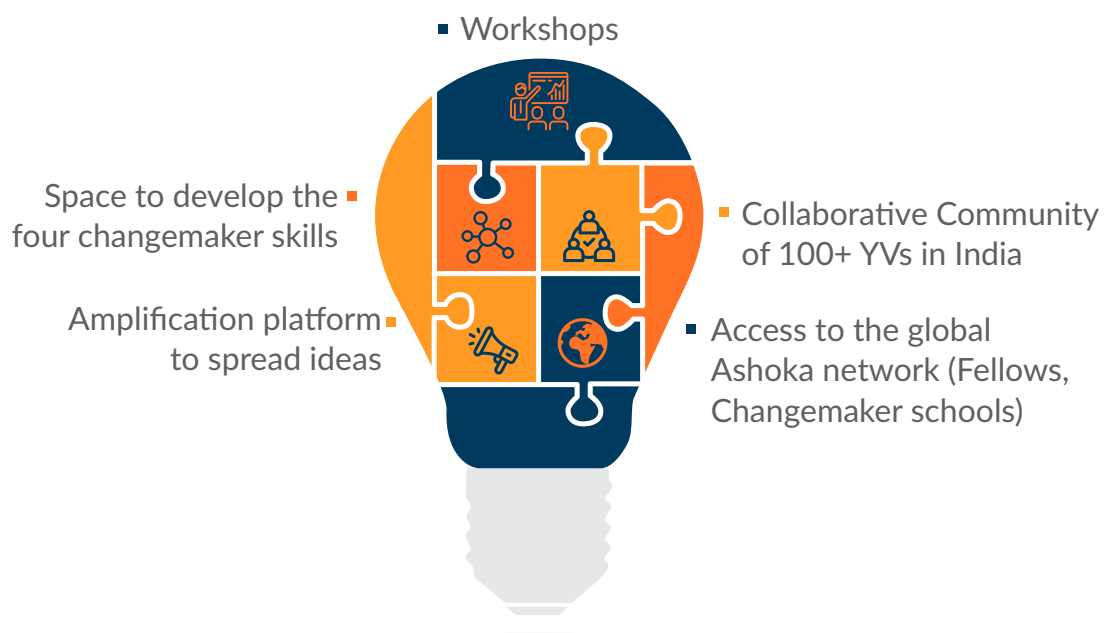 Workshops
Space to develop the
four changemaker skills
Amplification platform
to spread ideas
Collaborative Community
of 100+ YVs in India
Access to the global
Ashoka network (Fellows,
Changemaker schools)